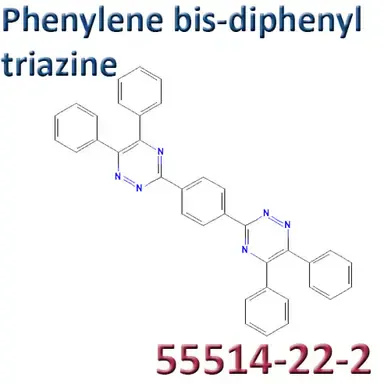 Phenylene bis-diphenyl
triazine
N
N N
N N
N
55514-22-2